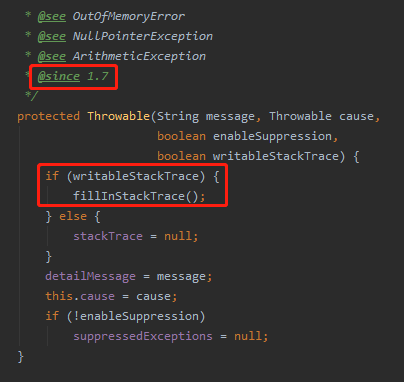 * @see OutOfMemoryError
* @see NullPointerException
* @see ArithmeticException
* @since 1.7
*/
protected Throwable(String message, Throwable cause,
boolean enableSuppression,
boolean writableStackTrace) {
if (writableStackTrace) {
fillInStackTrace();
} else {
stackTrace = null;
}
detailMessage = message;
this.cause = cause;
if (!enableSuppression)
suppressedExceptions = null;
}